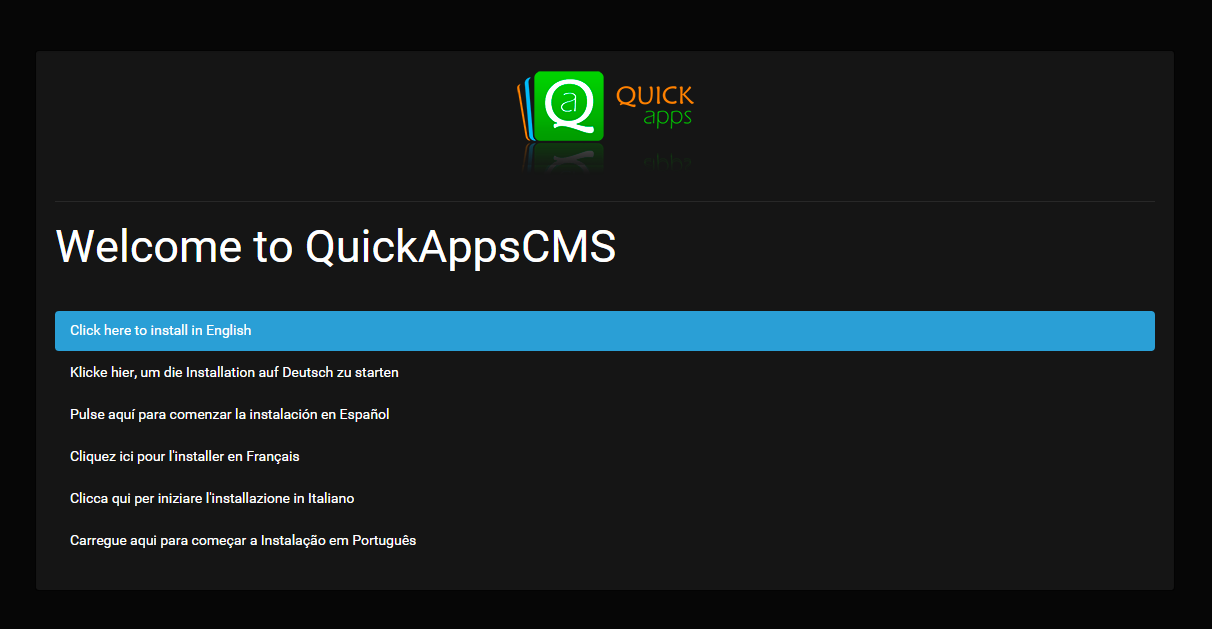 Qa
QUICK
apps
Welcome to QuickAppsCMS
Click here to install in English
Klicke hier, um die Installation auf Deutsch zu starten
Pulse aquí para comenzar la instalación en Español
Cliquez ici pour l'installer en Français
Clicca qui per iniziare l'installazione in Italiano
Carregue aqui para começar a Instalação em Português